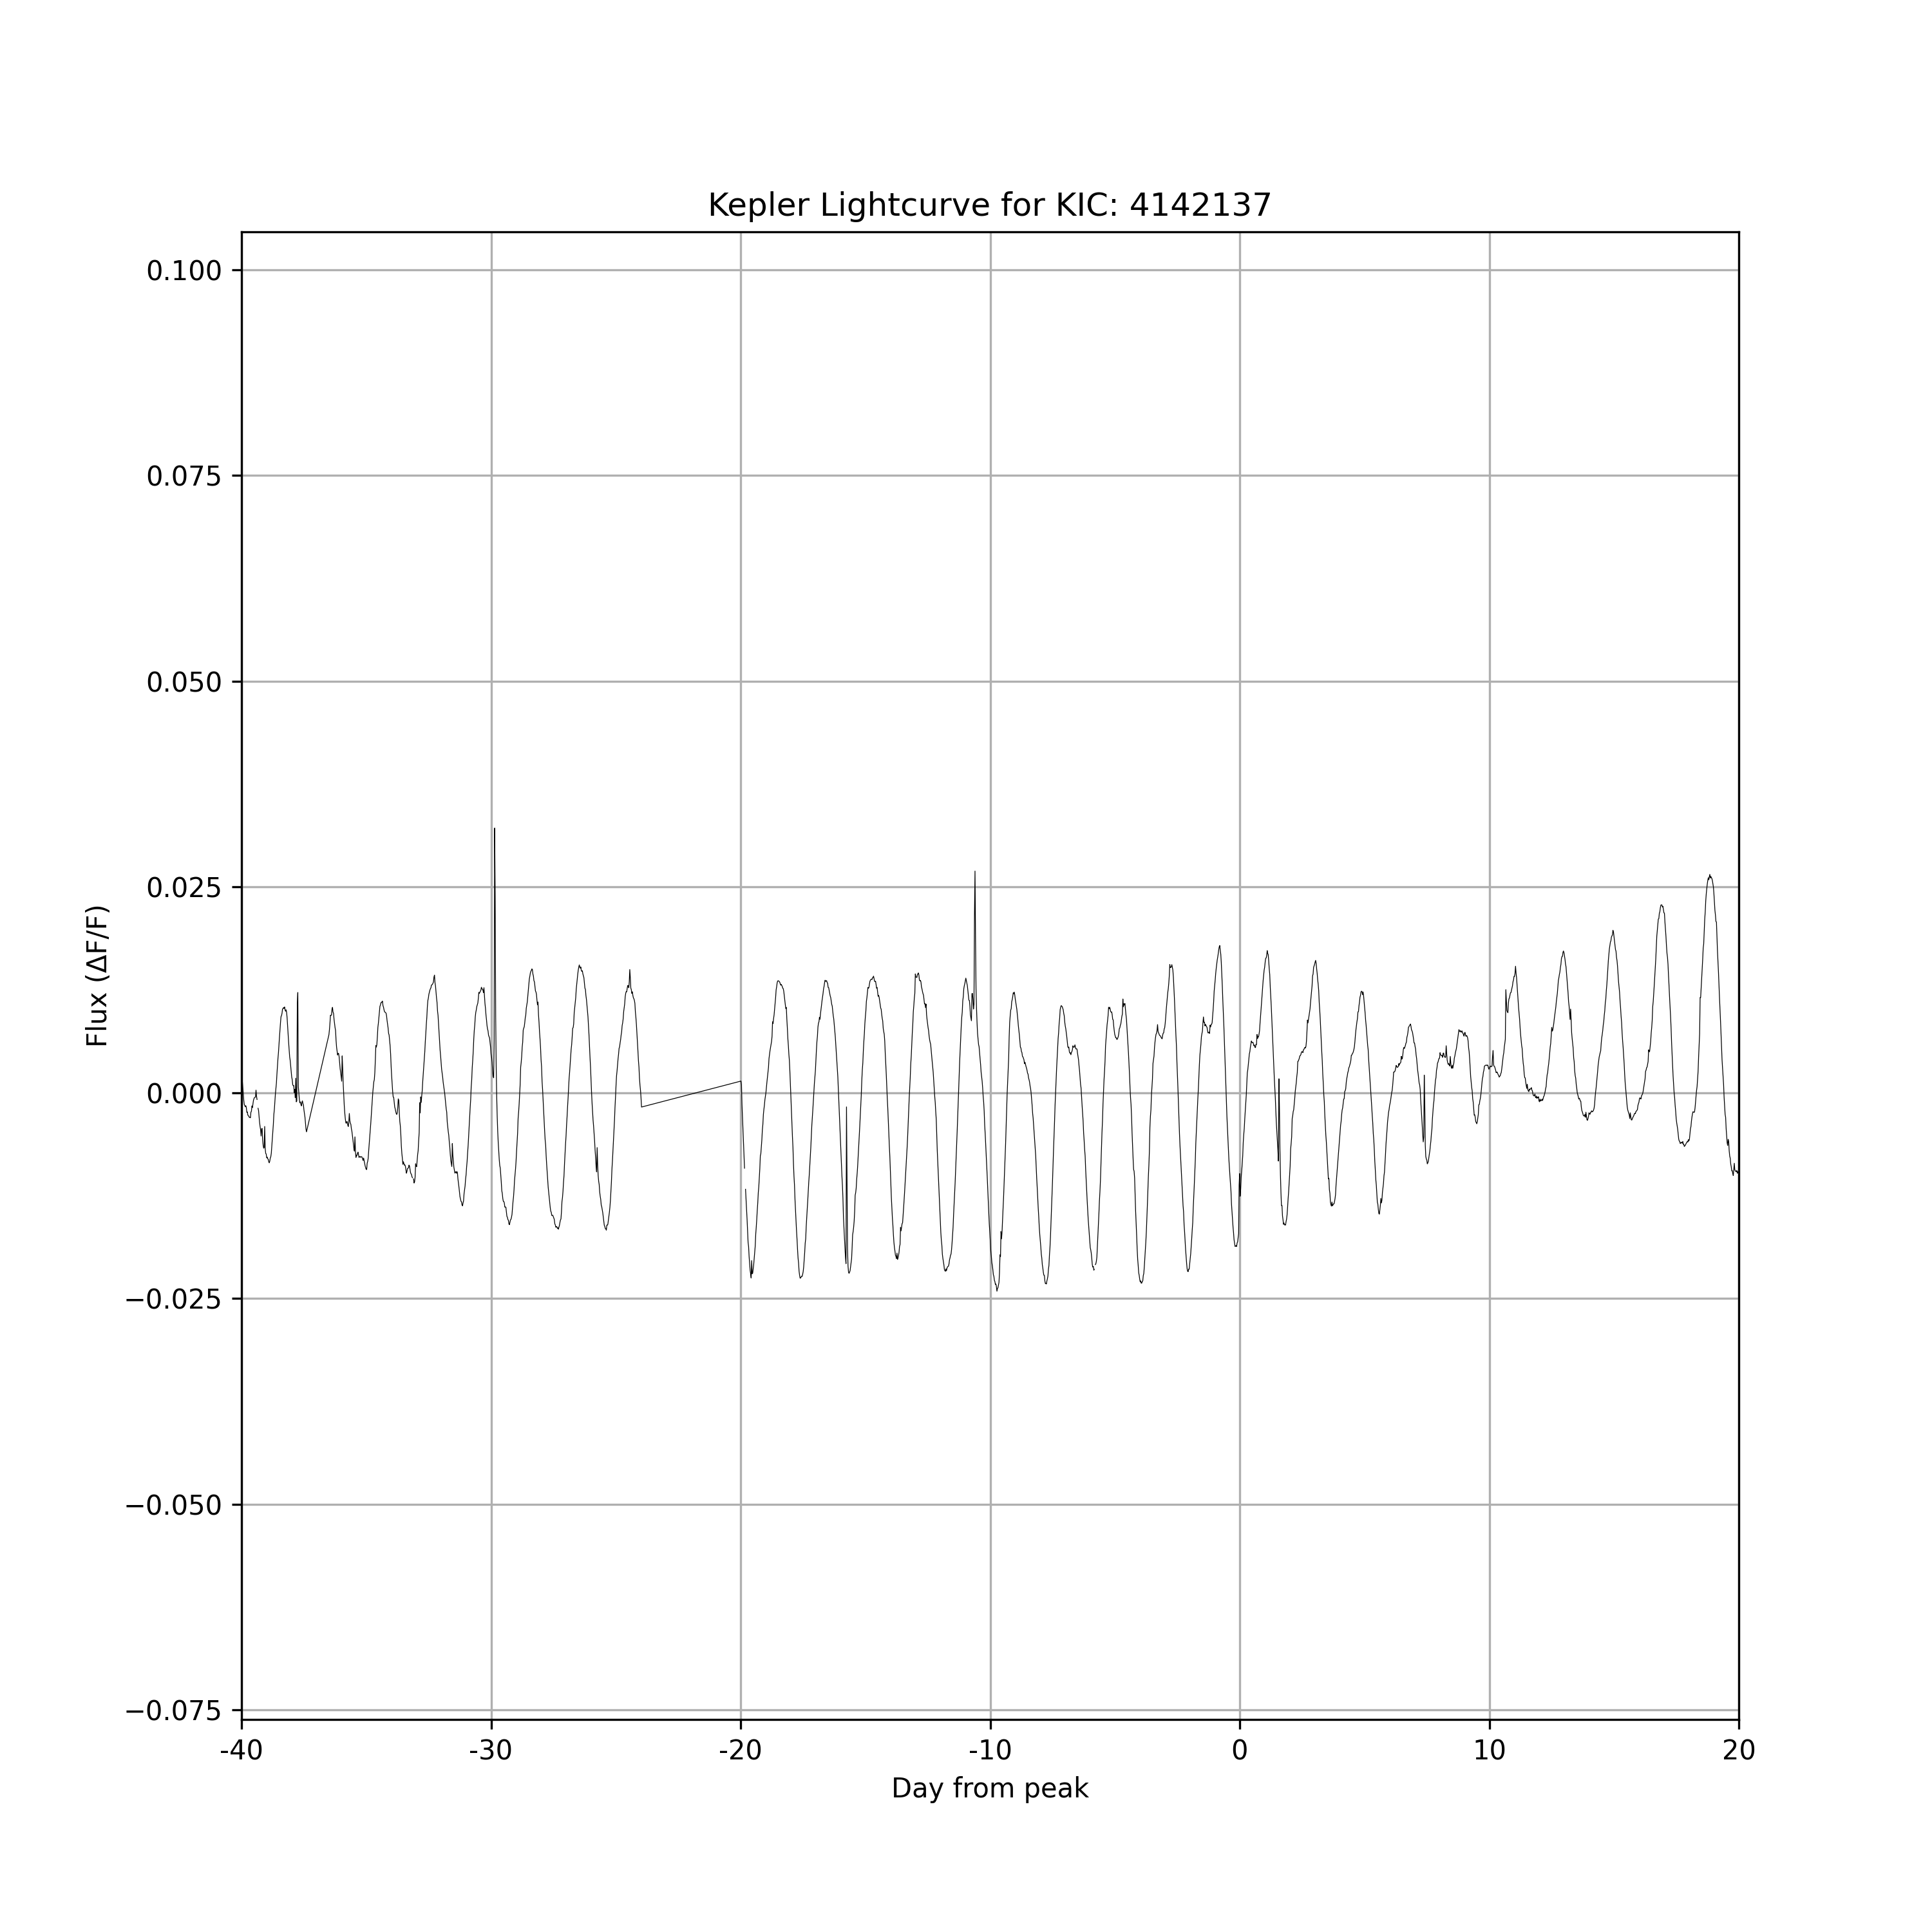 Kepler Lightcurve for KIC: 4142137
0.100
0.075
0.050
0.025
0.000
−0.025
−0.050
−0.075
Flux (ΔF/F)
-40 -30 -20 -10 0 10 20
Day from peak